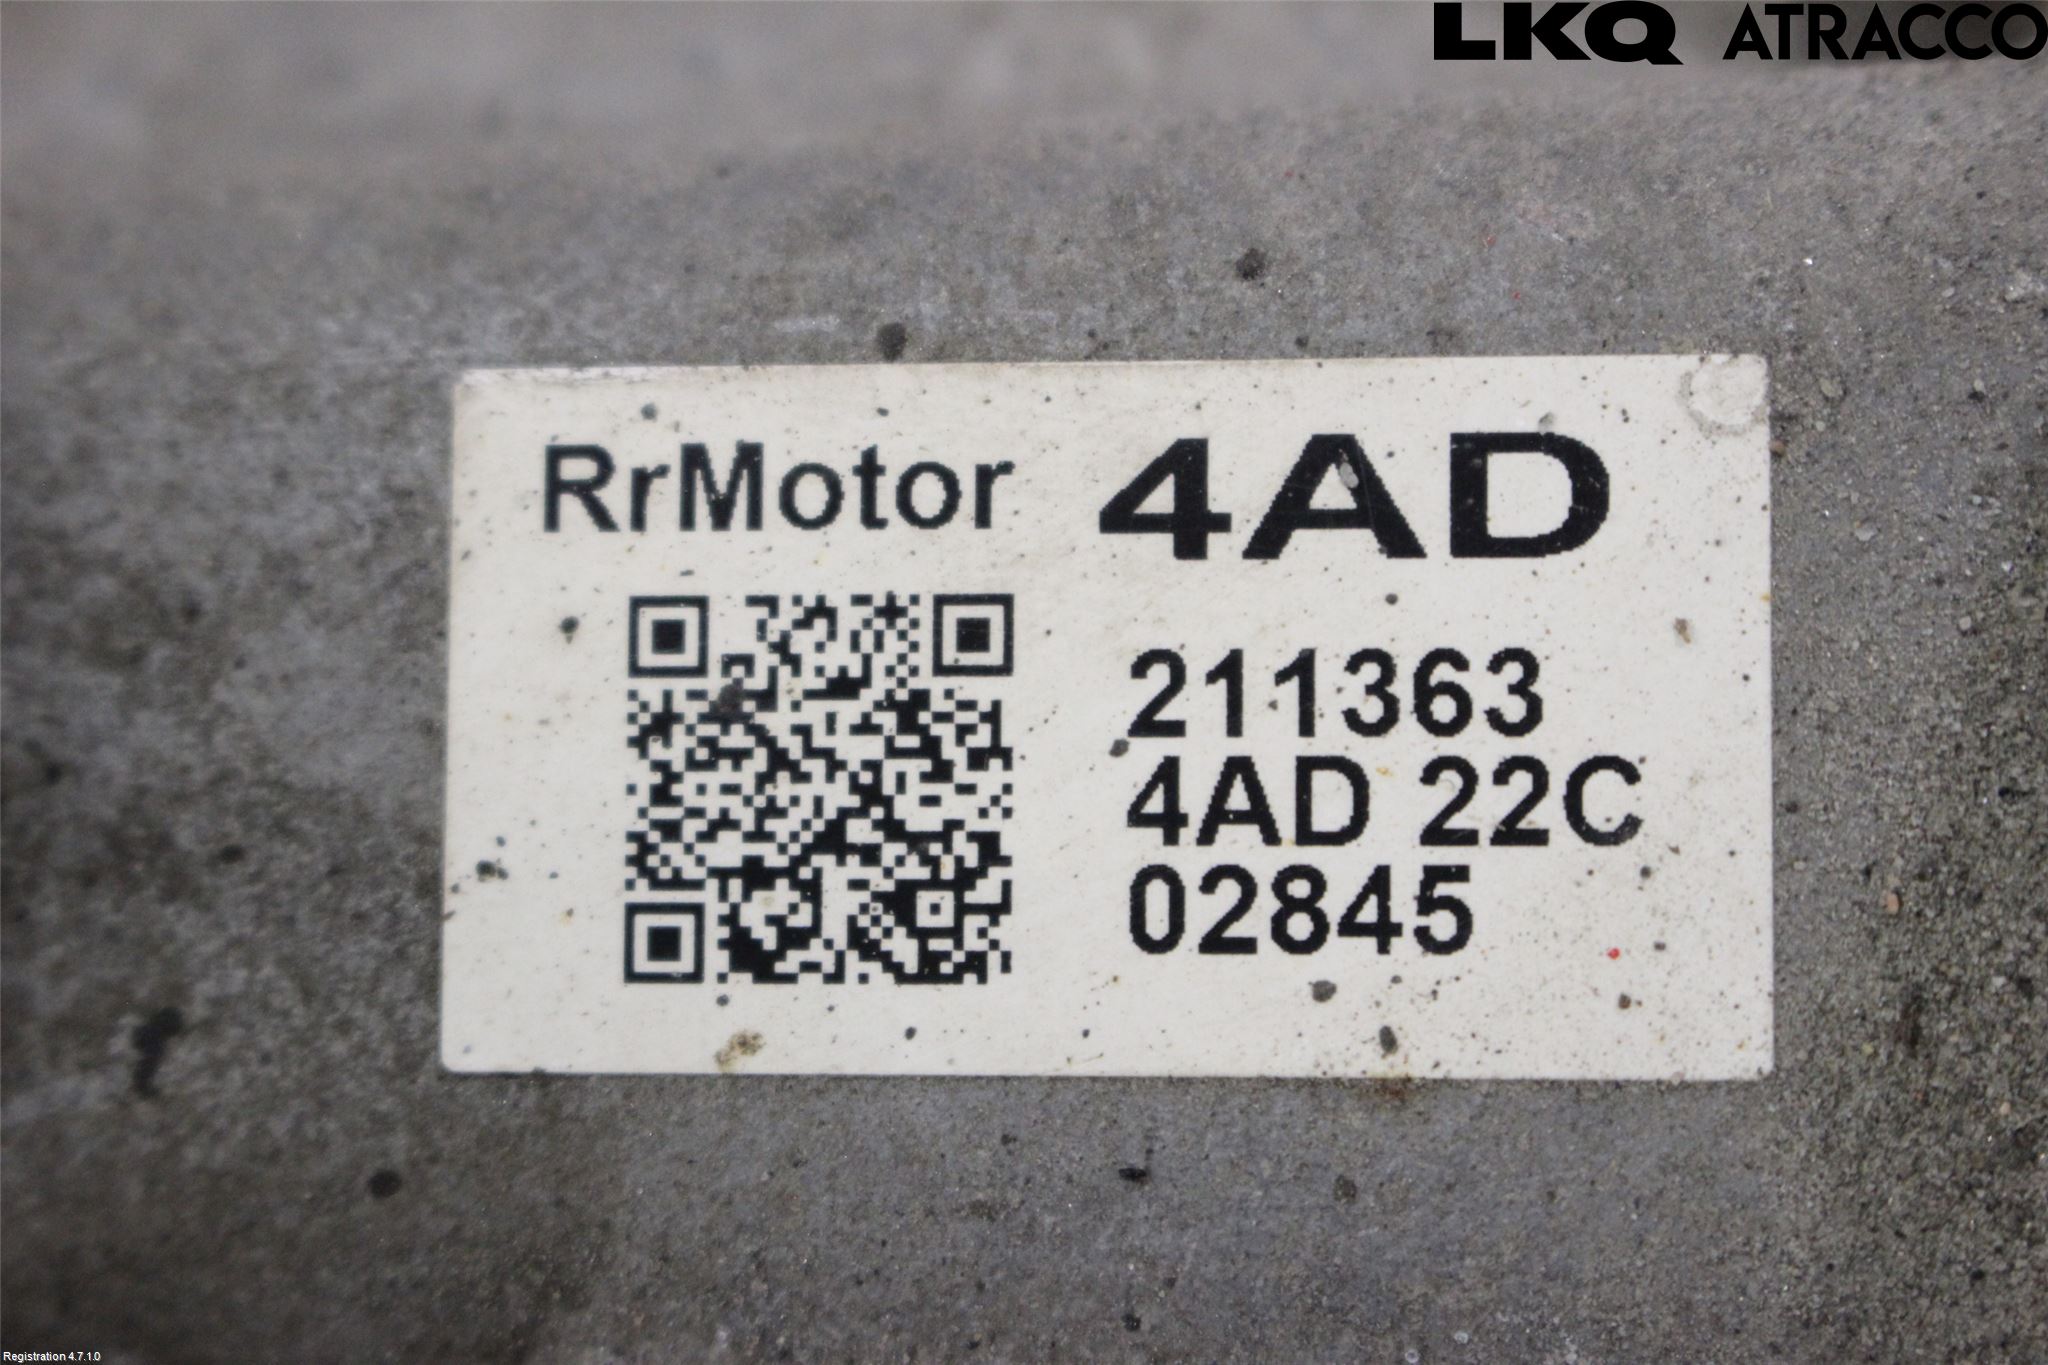 LKQ ATRACCO
RrMotor 4AD
211363
4AD 22C
02845
Registration 4.7.1.0